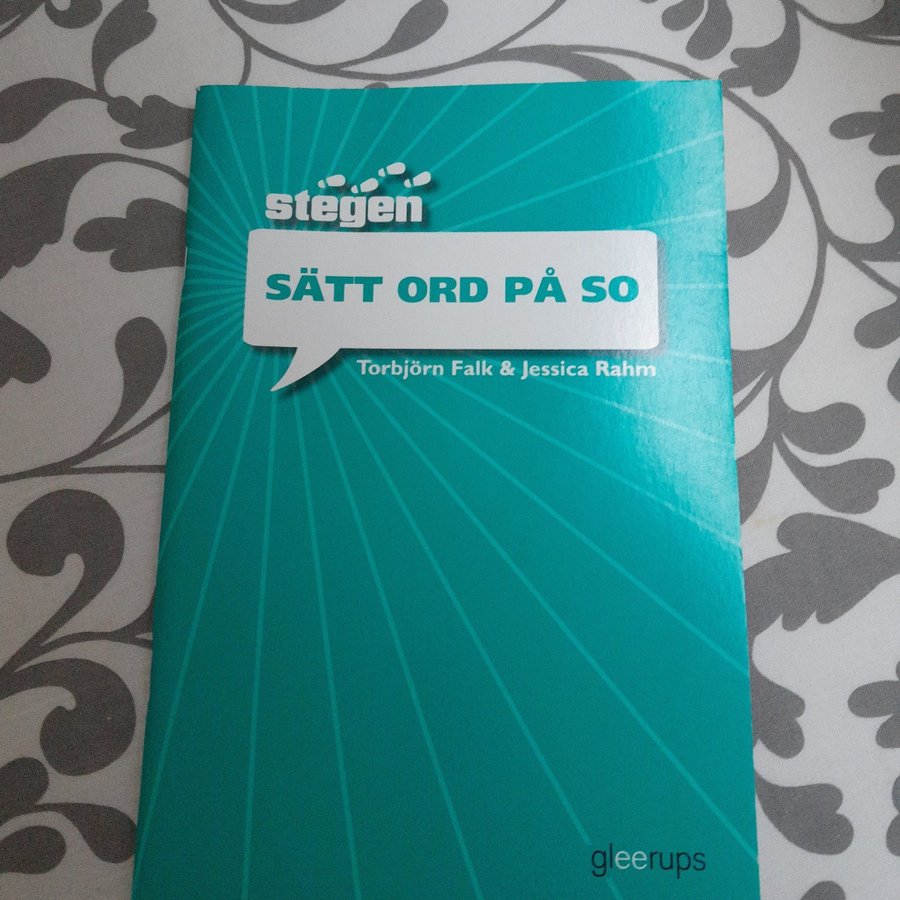 stegen
SÄTT ORD PÅ SO
Torbjörn Falk & Jessica Rahm
gleerups